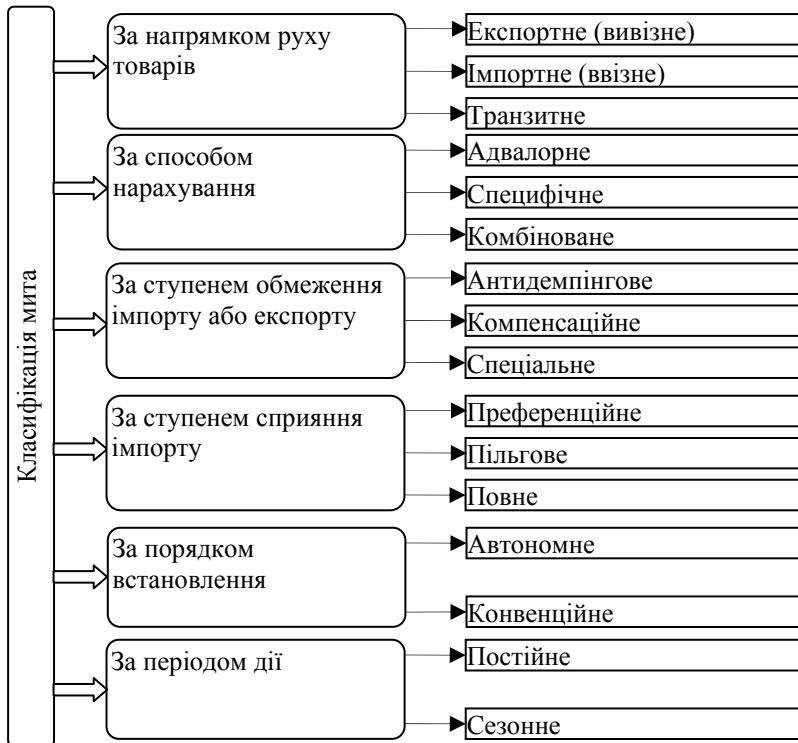 Класифікація мита
За напрямком руху
товарів
Експортне (вивізне)
Імпортне (ввізне)
Транзитне
За способом
нарахування
Адвалорне
Специфічне
Комбіноване
За ступенем обмеження
імпорту або експорту
Антидемпінгове
Компенсаційне
Спеціальне
За ступенем сприяння
імпорту
Преференційне
Пільгове
Повне
За порядком
встановлення
Автономне
Конвенційне
За періодом дії
Постійне
Сезонне